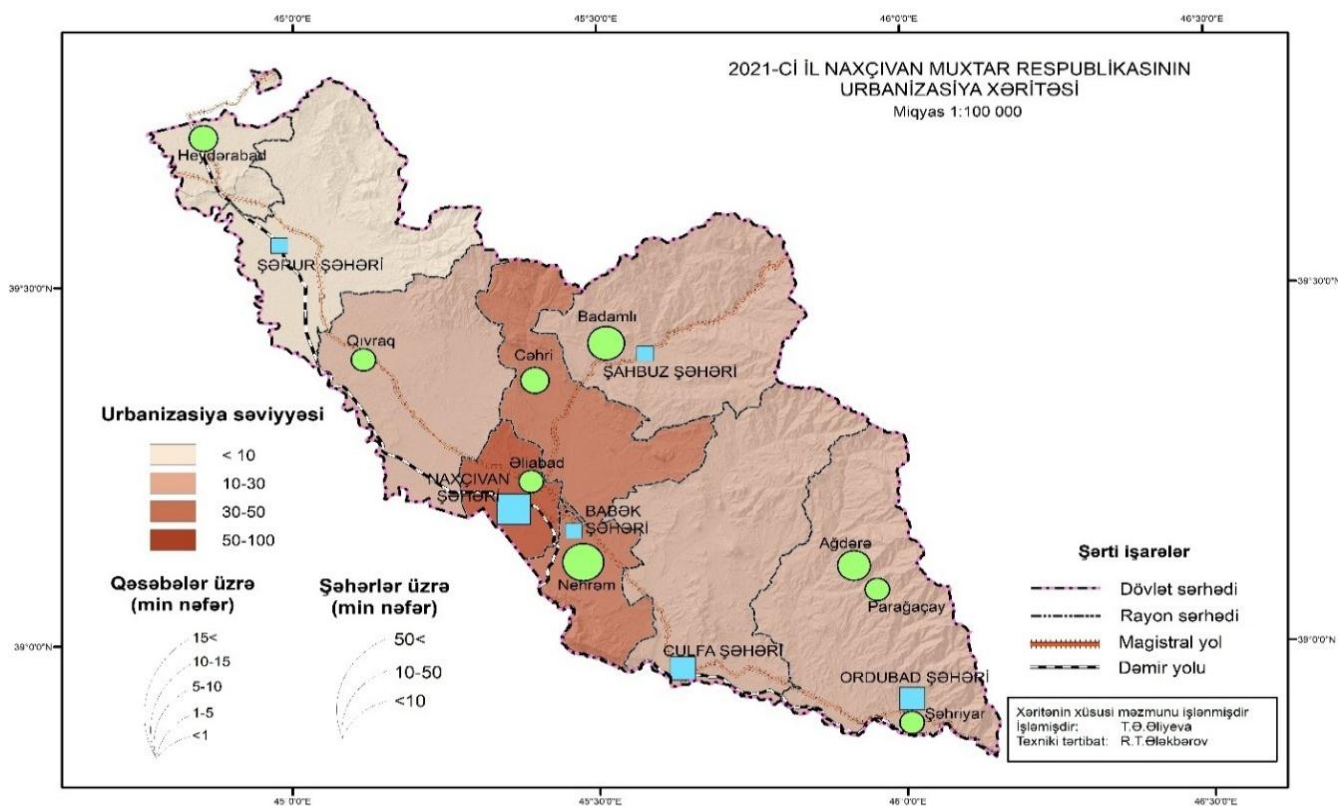 45°0'0"E
45°30'0"E
46°0'0"E
46°30'0"E
2021-Cİ İL NAXÇIVAN MUXTAR RESPUBLİKASININ
URBANİZASİYA XƏRİTƏSİ
Miqyas 1:100 000
Heydərabad
ŞƏRUR ŞƏHƏRİ
39°30'0"N
39°30'0"N
Badamlı
Qıvraq
Cəhri
ŞAHBUZ ŞƏHƏRİ
Urbanizasiya səviyyəsi
< 10
10-30
30-50
50-100
Əliabad
NAXÇIVAN
ŞƏHƏRİ
BABƏK
ŞƏHƏRİ
Nehrəm
Ağdərə
Parağaçay
Qəsəbələr üzrə
(min nəfər)
15<
10-15
5-10
1-5
<1
Şəhərlər üzrə
(min nəfər)
50<
10-50
<10
Şərti işarələr
Dövlət sərhədi
Rayon sərhədi
Magistral yol
Dəmir yolu
39°0'0"N
39°0'0"N
CULFA ŞƏHƏRİ
ORDUBAD ŞƏHƏRİ
Şəhriyar
Xəritənin xüsusi məzmunu işlənmişdir
İşləmişdir: T.Ə.Əliyeva
Texniki tərtibat: R.T.Ələkbərov
45°0'0"E
45°30'0"E
46°0'0"E
46°30'0"E